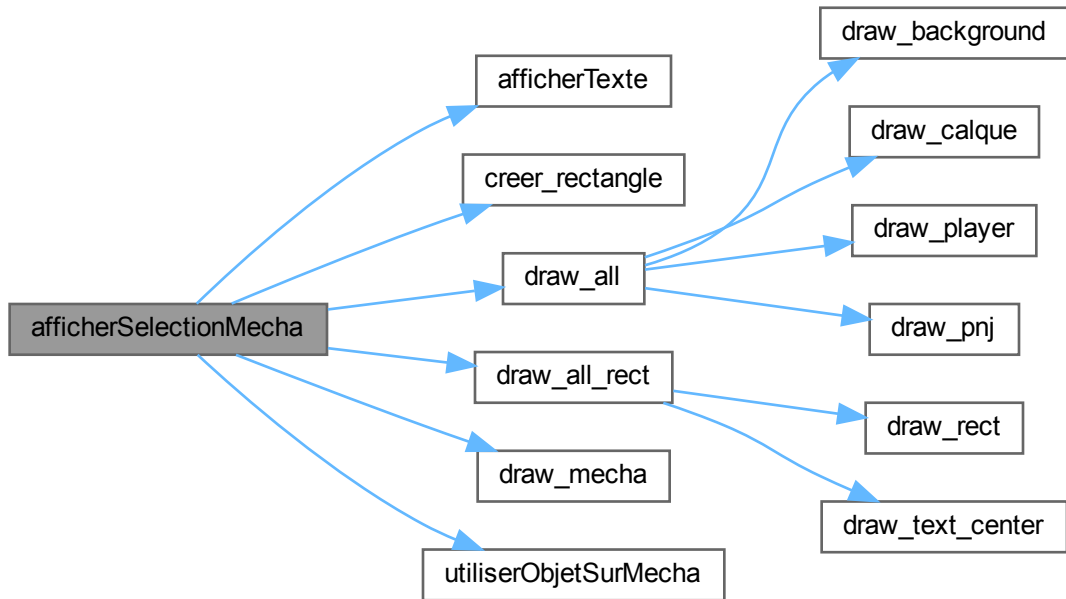 draw_background
afficherTexte
draw_calque
creer_rectangle
draw_player
draw_all
draw_pnj
afficherSelectionMecha
draw_all_rect
draw_rect
draw_mecha
draw_text_center
utiliserObjetSurMecha